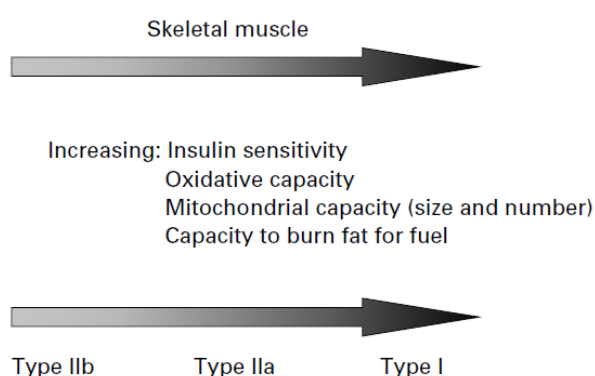 Skeletal muscle
Increasing: Insulin sensitivity
Oxidative capacity
Mitochondrial capacity (size and number)
Capacity to burn fat for fuel
Type IIb Type IIa Type I